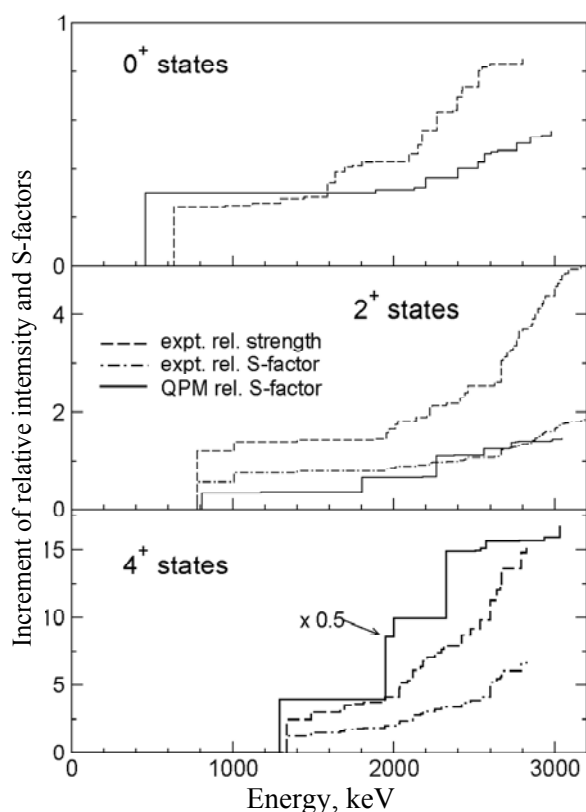 1
0⁺ states
0
Increment of relative intemsity and S-factors
4
2⁺ states
expt. rel. strength
expt. rel. S-factor
QPM rel. S-factor
2
0
15
4⁺ states
x 0.5
10
5
0
0 1000 2000 3000
Energy, keV